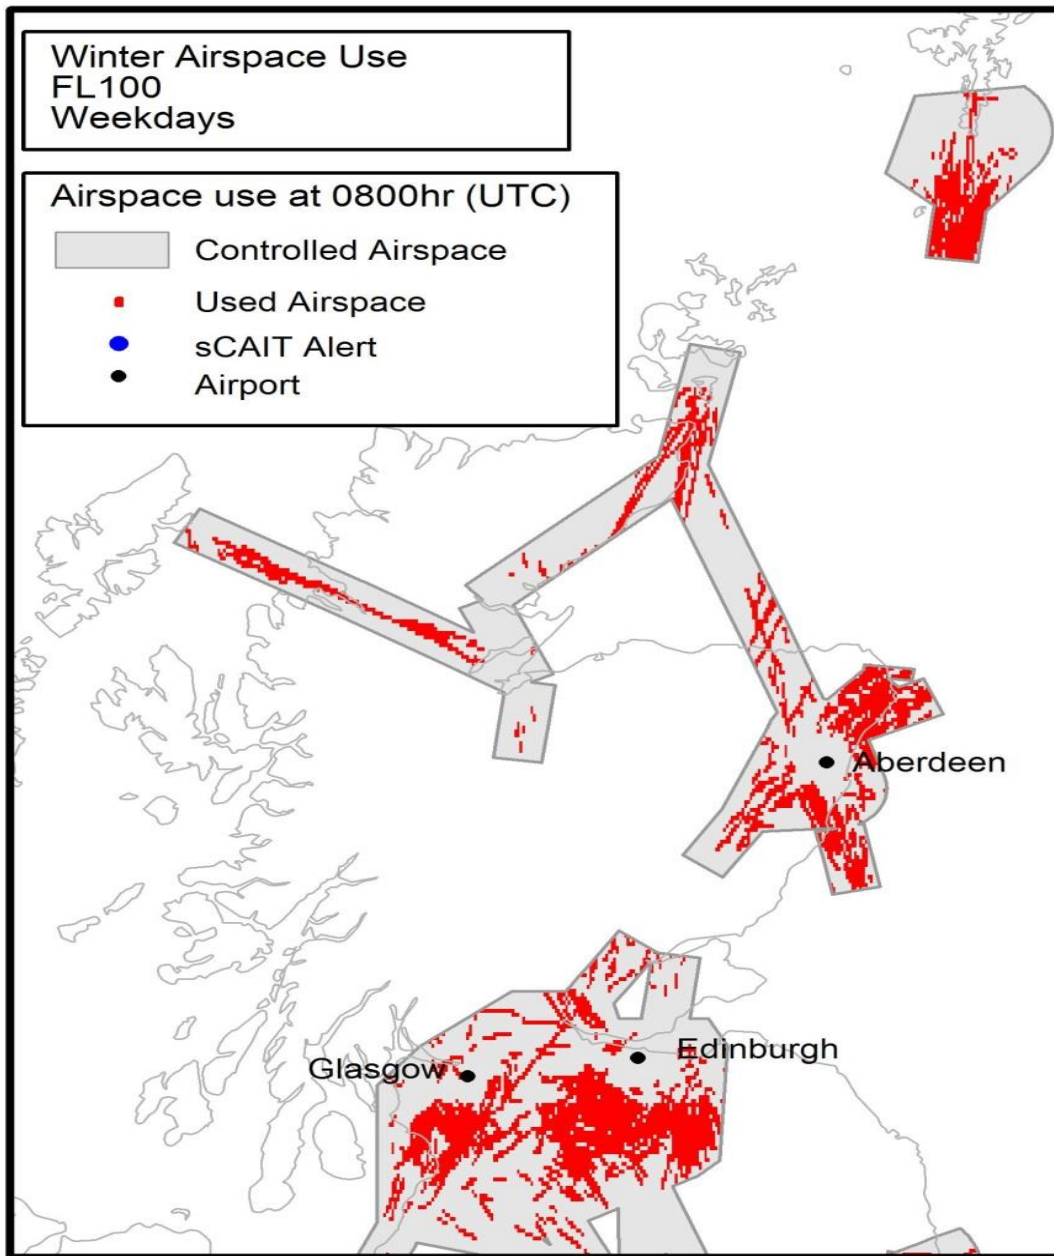 Winter Airspace Use
FL100
Weekdays
Airspace use at 0800hr (UTC)
Controlled Airspace
Used Airspace
sCAIT Alert
Airport
Aberdeen
Edinburgh
Glasgow